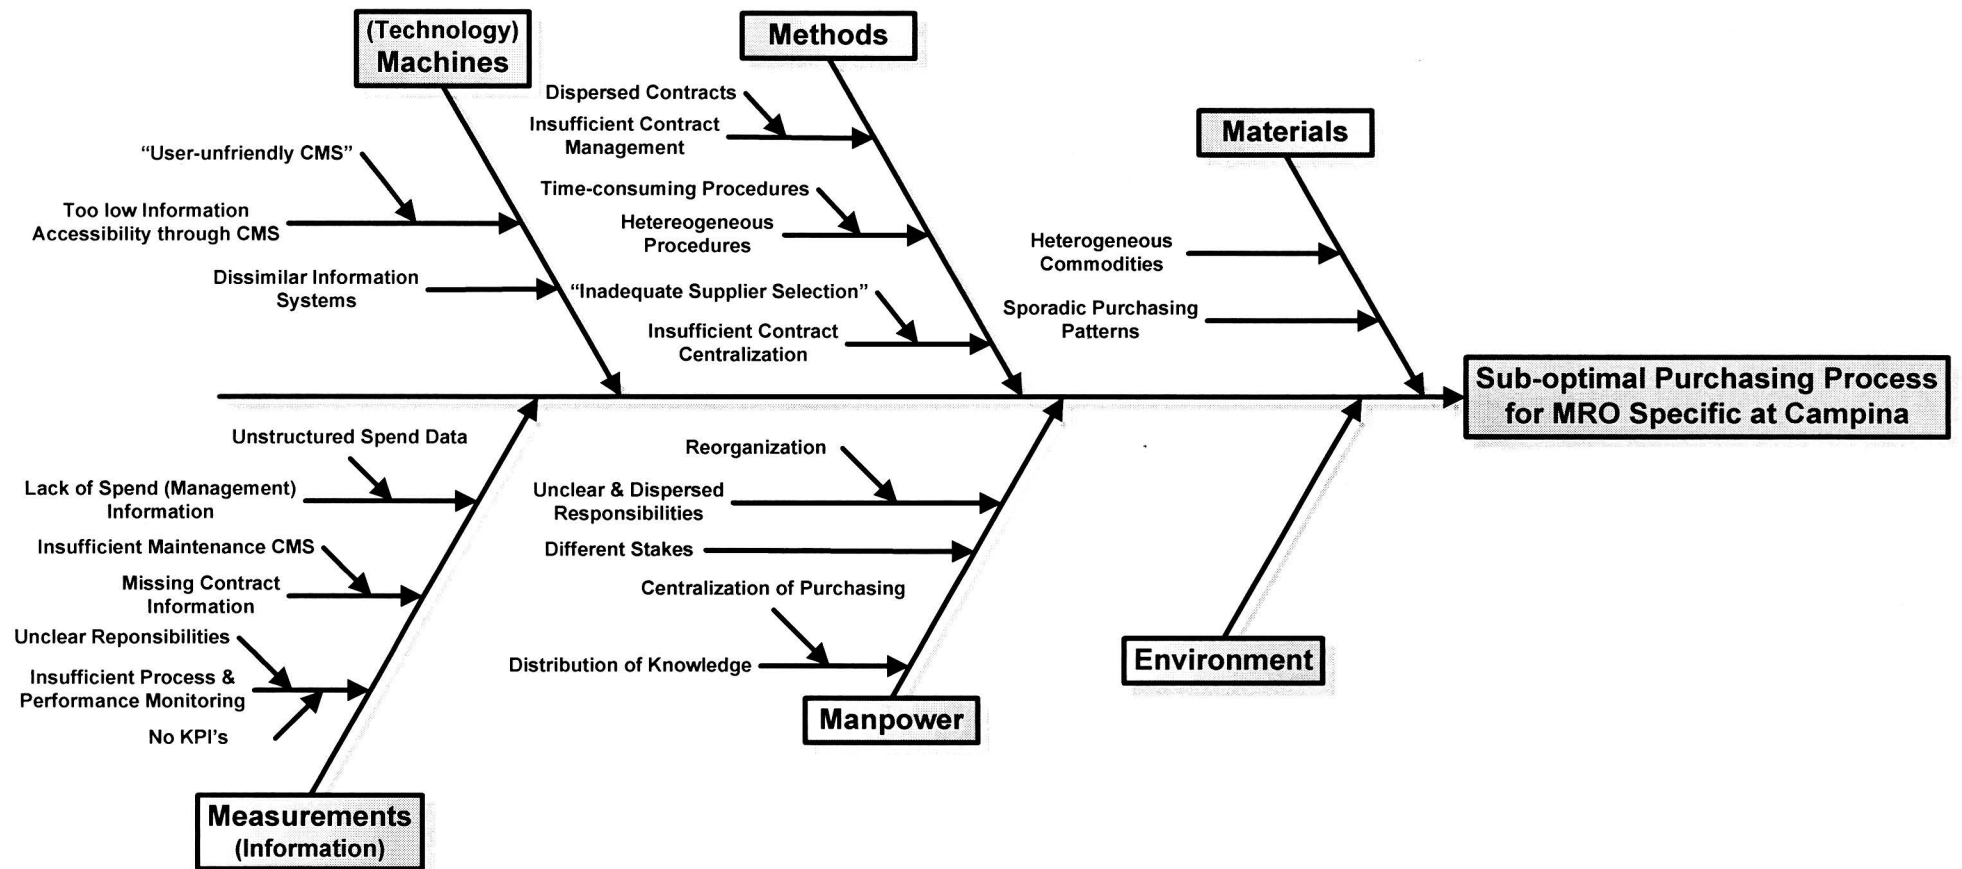 (Technology)
Machines
Methods
Dispersed Contracts
Insufficient Contract
Management
Materials
“User-unfriendly CMS”
Time-consuming Procedures
Too low Information
Accessibility through CMS
Hetereogeneous
Procedures
Heterogeneous
Commodities
Dissimilar Information
Systems
“Inadequate Supplier Selection”
Sporadic Purchasing
Patterns
Insufficient Contract
Centralization
Sub-optimal Purchasing Process
for MRO Specific at Campina
Unstructured Spend Data
Reorganization
Lack of Spend (Management)
Information
Unclear & Dispersed
Responsibilities
Insufficient Maintenance CMS
Different Stakes
Missing Contract
Information
Centralization of Purchasing
Unclear Reponsibilities
Distribution of Knowledge
Environment
Insufficient Process &
Performance Monitoring
Manpower
No KPI’s
Measurements
(Information)